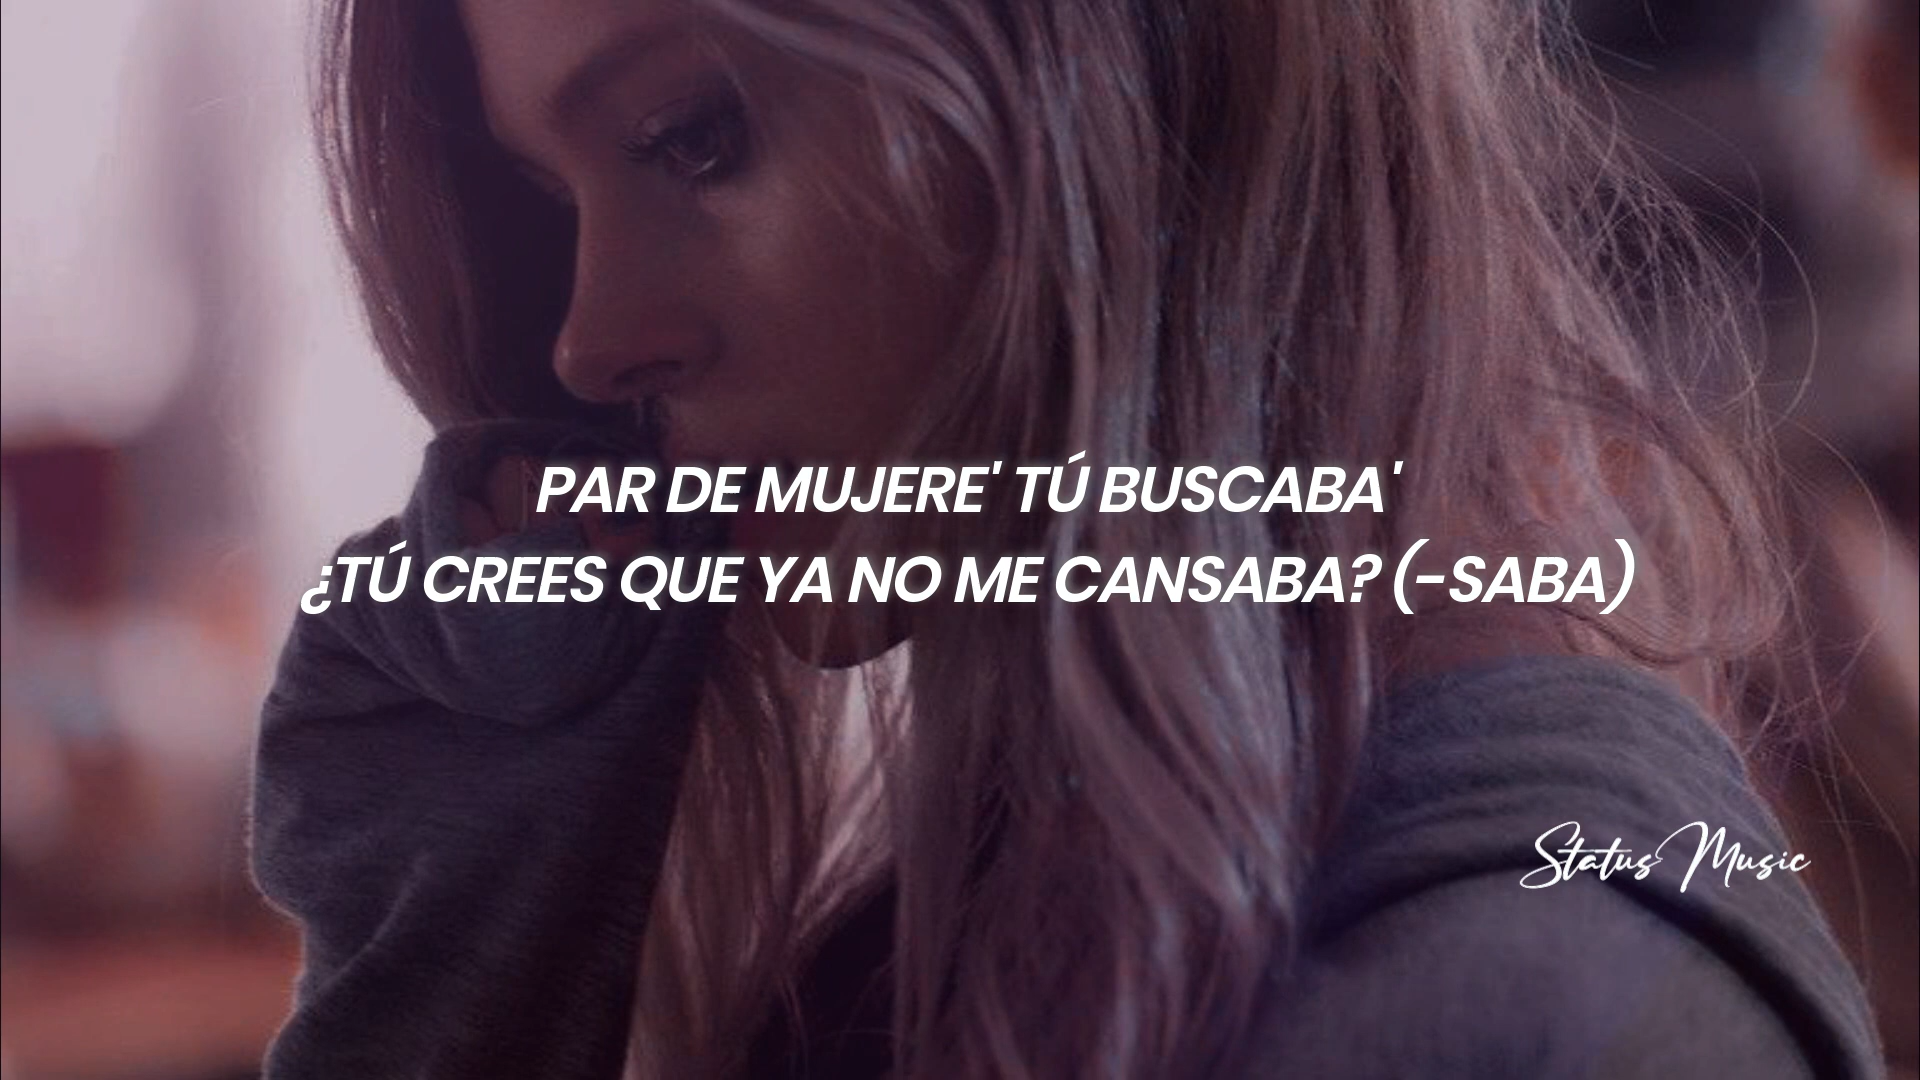 PAR DE MUJERE' TÚ BUSCABA'
¿TÚ CREES QUE YA NO ME CANSABA? (-SABA)
Status Music